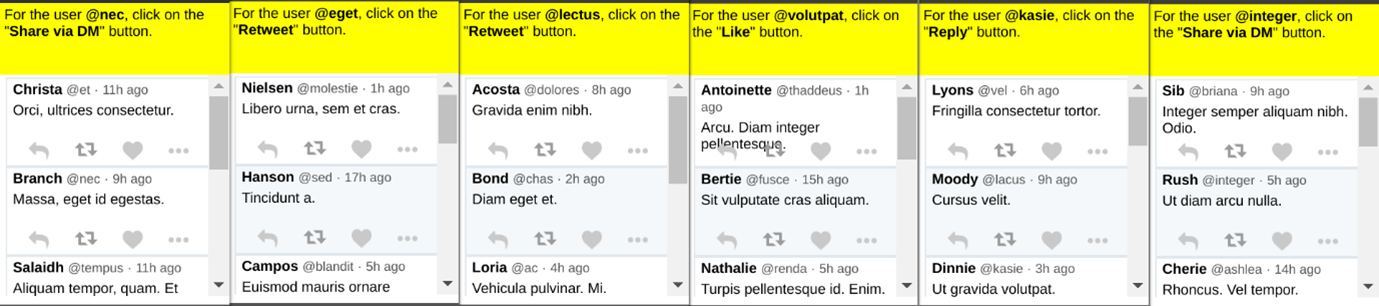 For the user @nec, click on the
"Share via DM" button.
Christa @et · 11h ago
Orci, ultrices consectetur.
Branch @nec · 9h ago
Massa, eget id egestas.
Salaidh @tempus · 11h ago
Aliquam tempor, quam. Et
For the user @eget, click on the
"Retweet" button.
Nielsen @molestie · 1h ago
Libero urna, sem et cras.
Hanson @sed · 17h ago
Tincidunt a.
Campos @blandit · 5h ago
Euismod mauris ornare
For the user @lectus, click on the
"Retweet" button.
Acosta @dolores · 8h ago
Gravida enim nibh.
Bond @chas · 2h ago
Diam eget et.
Loria @ac · 4h ago
Vehicula pulvinar. Mi.
For the user @volutpat, click on
the "Like" button.
Antoinette @thaddeus · 1h
ago
Arcu. Diam integer
pellentesque.
Bertie @fusce · 15h ago
Sit vulputate cras aliquam.
Nathalie @renda · 5h ago
Turpis pellentesque id. Enim.
For the user @kasie, click on the
"Reply" button.
Lyons @vel · 6h ago
Fringilla consectetur tortor.
Moody @lacus · 9h ago
Cursus velit.
Dinnie @kasie · 3h ago
Ut gravida volutpat.
For the user @integer, click on
the "Share via DM" button.
Sib @briana · 9h ago
Integer semper aliquam nibh.
Odio.
Rush @integer · 5h ago
Ut diam arcu nulla.
Cherie @ashlea · 14h ago
Rhoncus. Vel tempor.